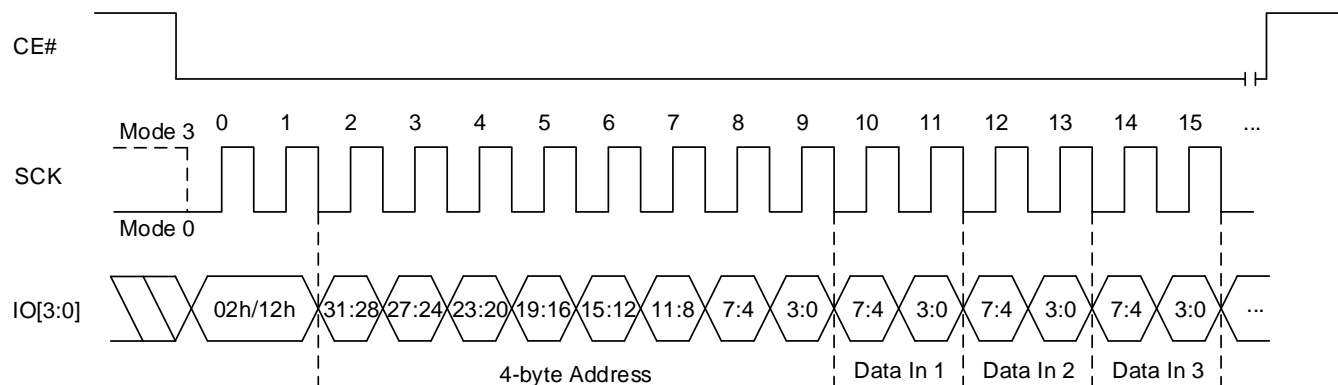 CE#
Mode 3 0 1 2 3 4 5 6 7 8 9 10 11 12 13 14 15 ...
SCK
Mode 0
IO[3:0] 02h/12h 31:28 27:24 23:20 19:16 15:12 11:8 7:4 3:0 7:4 3:0 7:4 3:0 7:4 3:0 ...
4-byte Address Data In 1 Data In 2 Data In 3